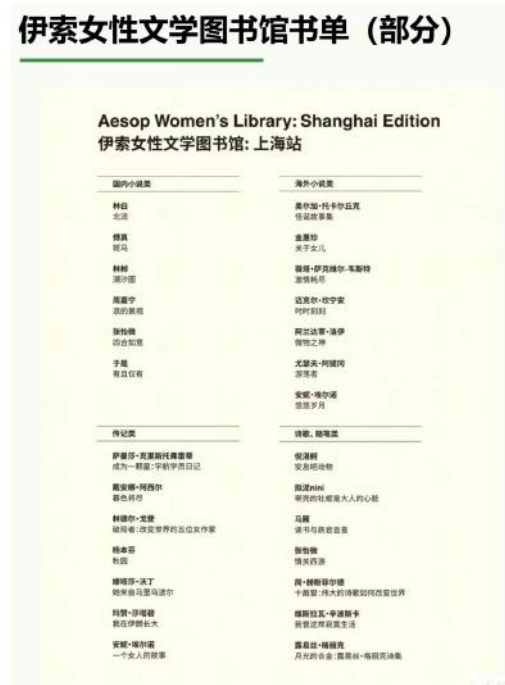 伊索女性文学图书馆书单（部分）
Aesop Women's Library: Shanghai Edition
伊索女性文学图书馆: 上海站
国内小说类
林白
北流
傅真
斑马
林棹
潮汐图
周嘉宁
浪的景观
张怡微
四合如意
于是
有且仅有
海外小说类
奥尔加·托卡尔丘克
怪诞故事集
金惠珍
关于女儿
薇塔·萨克维尔-韦斯特
激情耗尽
迈克尔·坎宁安
时时刻刻
阿兰达蒂·洛伊
微物之神
尤瑟夫·阿提冈
游荡者
安妮·埃尔诺
悠悠岁月
传记类
萨曼莎·克里斯托弗雷蒂
成为一颗星：宇航学员日记
戴安娜·阿西尔
暮色将尽
林德尔·戈登
破局者：改变世界的五位女作家
杨本芬
秋园
娜塔莎·沃丁
她来自马里乌波尔
玛赞·莎塔碧
我在伊朗长大
安妮·埃尔诺
一个女人的故事
诗歌、随笔类
倪湛舸
安息吧动物
拟泥nini
带壳的牡蛎是大人的心脏
马雁
读书与跌宕自喜
张怡微
情关西游
简·赫斯菲尔德
十扇窗：伟大的诗歌如何改变世界
维斯拉瓦·辛波斯卡
我曾这样寂寞生活
露易丝·格丽克
月光的合金：露易丝·格丽克诗集